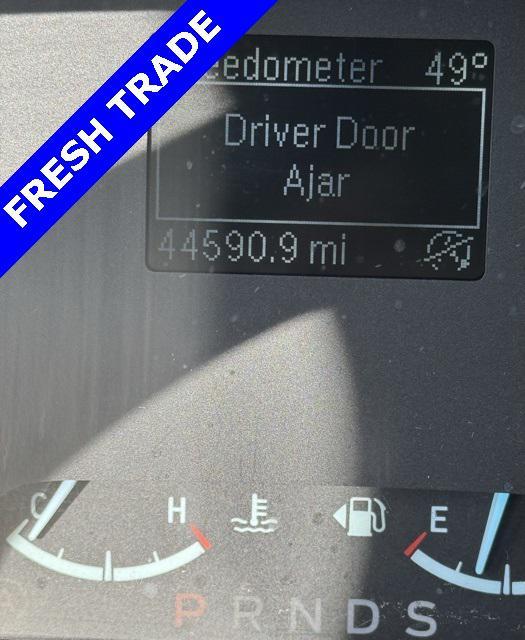 FRESH TRADE
eedometer 49°
Driver Door
Ajar
44590.9 mi
C H E
P R N D S